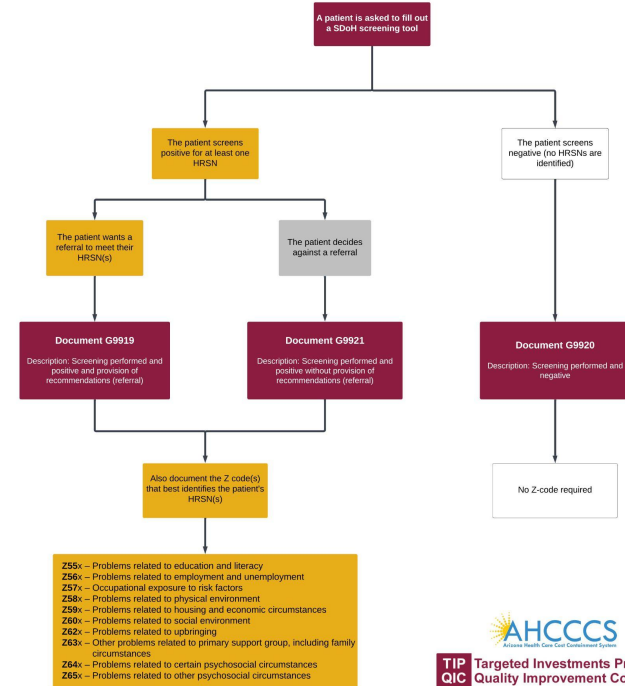 A patient is asked to fill out
a SDoH screening tool
The patient screens
positive for at least one
HRSN
The patient screens
negative (no HRSNs are
identified)
The patient wants a
referral to meet their
HRSN(s)
The patient decides
against a referral
Document G9919
Description: Screening performed and
positive and provision of
recommendations (referral)
Document G9921
Description: Screening performed and
positive without provision of
recommendations (referral)
Document G9920
Description: Screening performed and
negative
Also document the Z code(s)
that best identifies the patient's
HRSN(s)
No Z-code required
Z55x – Problems related to education and literacy
Z56x – Problems related to employment and unemployment
Z57x – Occupational exposure to risk factors
Z58x – Problems related to physical environment
Z59x – Problems related to housing and economic circumstances
Z60x – Problems related to social environment
Z62x – Problems related to upbringing
Z63x – Other problems related to primary support group, including family
circumstances
Z64x – Problems related to certain psychosocial circumstances
Z65x – Problems related to other psychosocial circumstances
AHCCCS
Arizona Health Care Cost Containment System
TIP Targeted Investments Pr
QIC Quality Improvement Co